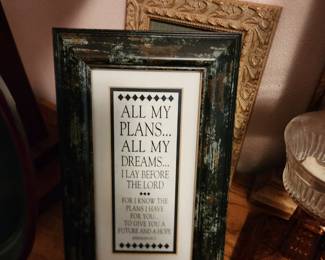 ALL MY
PLANS...
ALL MY
DREAMS...
I LAY BEFORE
THE LORD
FOR I KNOW THE
PLANS I HAVE
FOR YOU...
TO GIVE YOU A
FUTURE AND A HOPE